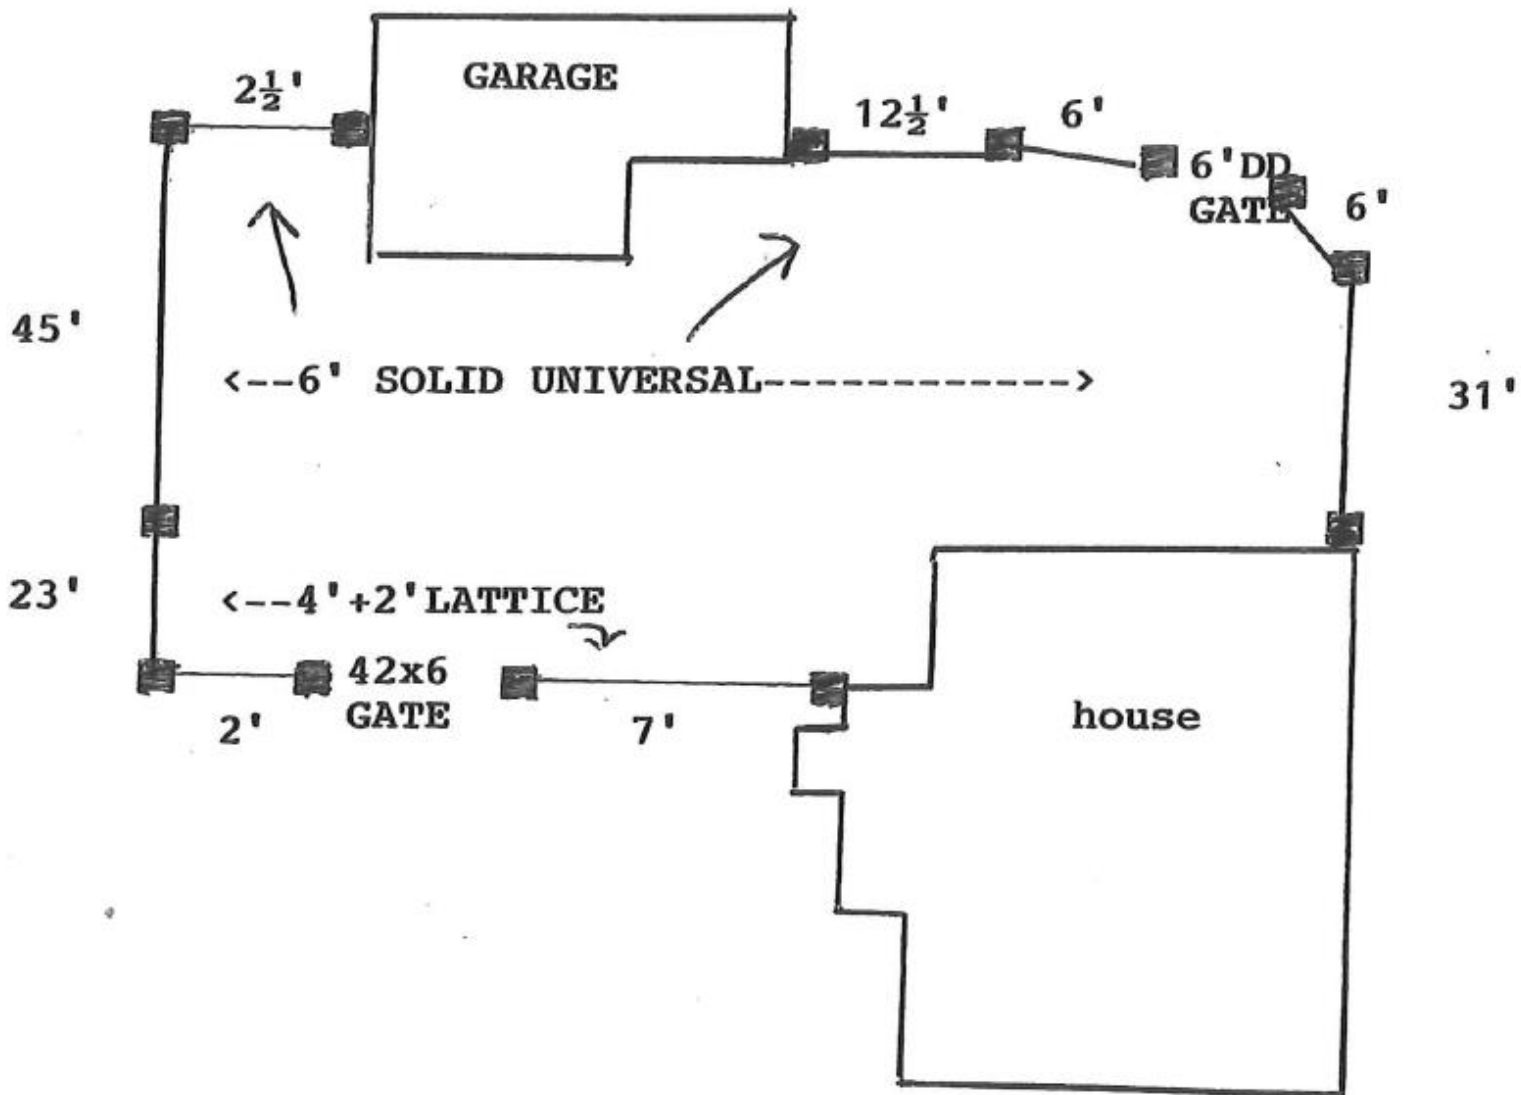 GARAGE
2½'
12½'
6'
6'DD
GATE
6'
45'
<--6' SOLID UNIVERSAL------------>
31'
23'
<--4'+2'LATTICE
42x6
GATE
2'
7'
house